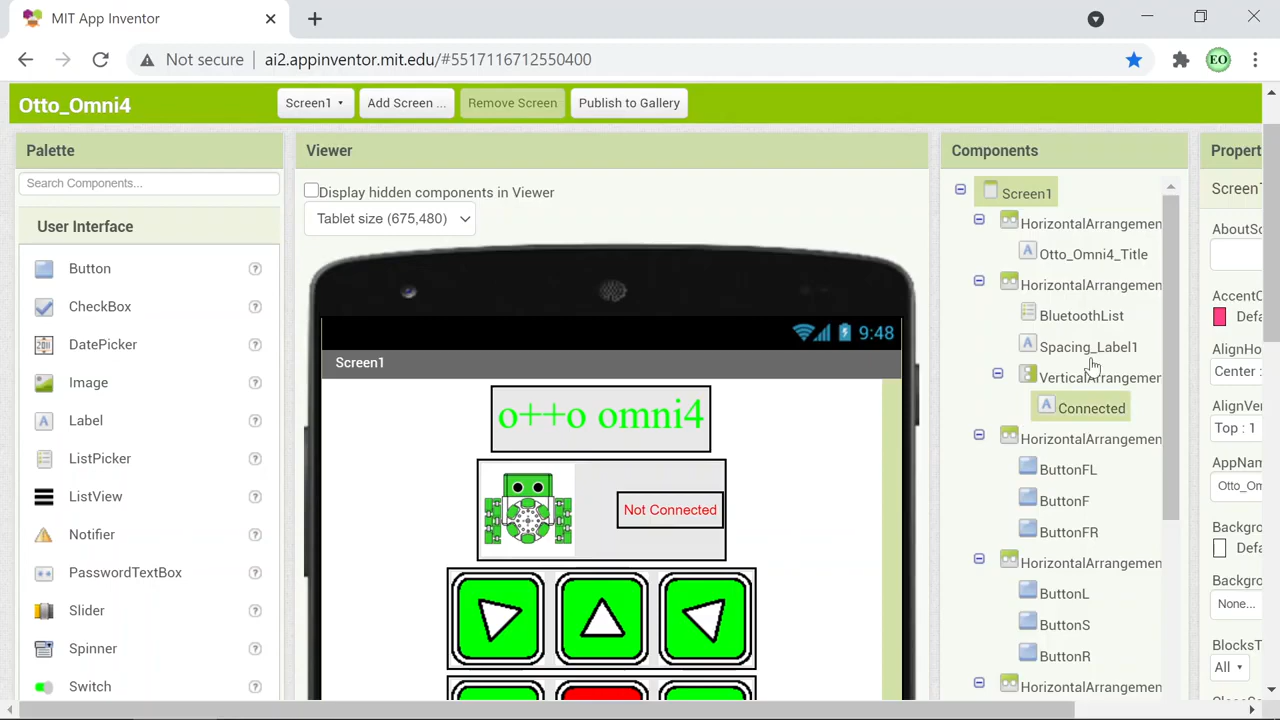 MIT App Inventor
Not secure
ai2.appinventor.mit.edu/#5517116712550400
EO
Otto_Omni4
Screen1
Add Screen ...
Remove Screen
Publish to Gallery
Palette
Search Components...
User Interface
Button ?
CheckBox ?
DatePicker ?
Image ?
Label ?
ListPicker ?
ListView ?
Notifier ?
PasswordTextBox ?
Slider ?
Spinner ?
Switch ?
Viewer
Display hidden components in Viewer
Tablet size (675,480)
9:48
Screen1
o++o omni4
Not Connected
Components
Screen1
HorizontalArrangemen
A Otto_Omni4_Title
HorizontalArrangemen
BluetoothList
A Spacing_Label1
VerticalArrangemen
A Connected
HorizontalArrangemen
ButtonFL
ButtonF
ButtonFR
HorizontalArrangemen
ButtonL
ButtonS
ButtonR
HorizontalArrangemen
Propert
Screen
AboutSc
AccentC
Defa
AlignHo
Center :
AlignVer
Top : 1
AppNam
Otto_Om
Backgro
Defa
Backgro
None...
BlocksT
All